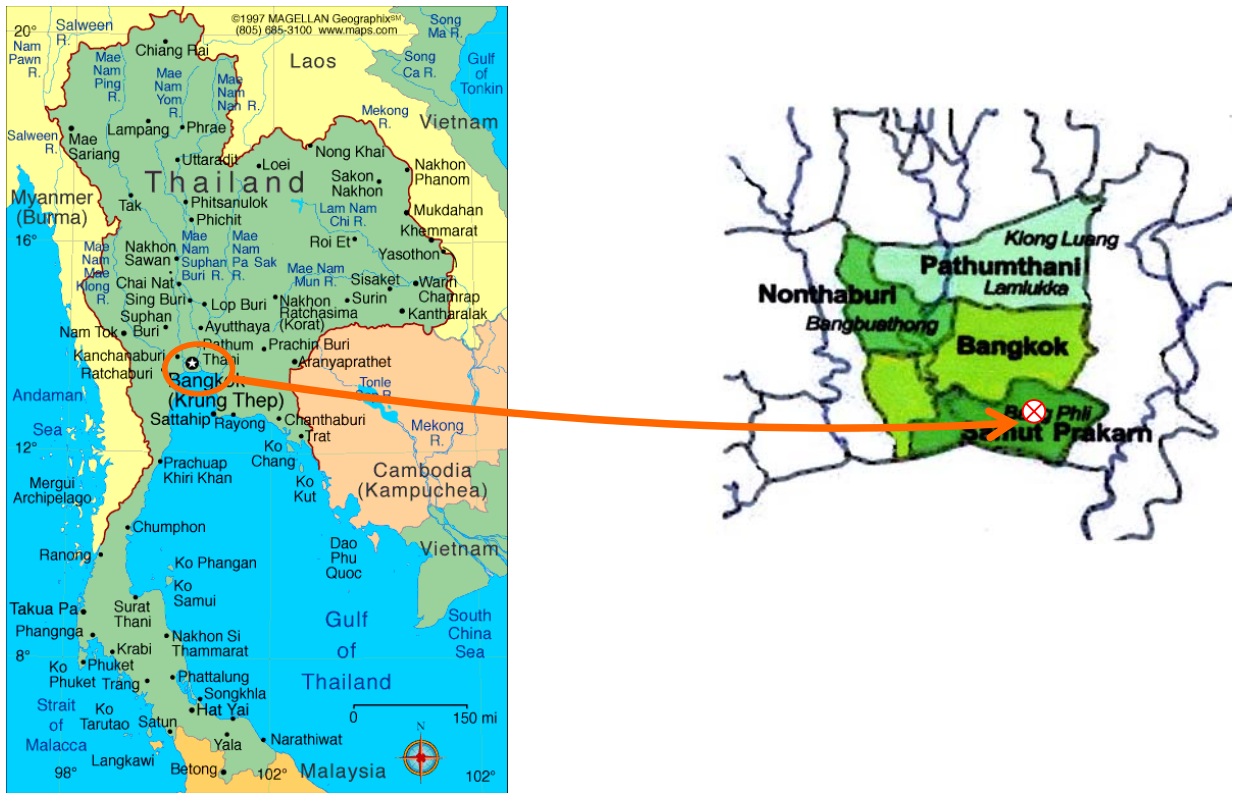 ©1997 MAGELLAN Geographix℠
(805) 685-3100 www.maps.com
20°
Salween
R.
Nam
Pawn
R.
Chiang Rai
Mae
Nam
Ping
R.
Mae
Nam
Yom
R.
Mae
Nam
Nan R.
Laos
Song
Ma R.
Song
Ca R.
Gulf
of
Tonkin
Mekong
R.
Vietnam
Salween
R.
Mae
Sariang
Lampang
Phrae
Uttaradit
Loei
Nong Khai
Nakhon
Phanom
Sakon
Nakhon
Thailand
Myanmer
(Burma)
Tak
Phitsanulok
Phichit
Lam Nam
Chi R.
Mukdahan
Khemmarat
16°
Mae
Nam
Mae
Klong
R.
Nakhon
Sawan
Mae
Nam
Suphan
Buri R.
Mae
Nam
Pa Sak
R.
Roi Et
Yasothon
Mae Nam
Mun R.
Chai Nat
Sing Buri
Lop Buri
Nakhon
Ratchasima
(Korat)
Surin
Sisaket
Warin
Chamrap
Kantharalak
Suphan
Buri
Nam Tok
Ayutthaya
Pathum
Thani
Prachin Buri
Kanchanaburi
Ratchaburi
Aranyaprathet
Bangkok
(Krung Thep)
Tonle
R.
Sattahip
Rayong
Chanthaburi
Trat
Andaman
Sea
Mekong
R.
12°
Ko
Chang
Prachuap
Khiri Khan
Cambodia
(Kampuchea)
Ko
Kut
Mergui
Archipelago
Chumphon
Ranong
Dao
Phu
Quoc
Vietnam
Ko Phangan
Ko
Samui
Takua Pa
Surat
Thani
Gulf
of
Thailand
South
China
Sea
Phangnga
Nakhon Si
Thammarat
8°
Krabi
Ko
Phuket
Phuket
Trang
Phattalung
Songkhla
Hat Yai
Strait
of
Malacca
Ko
Tarutao
Satun
0
150 mi
N
Yala
Narathiwat
Langkawi
Betong
Malaysia
98°
102°
102°
Klong Luang
Pathumthani
Lamlukka
Nonthaburi
Bangbuathong
Bangkok
Phli
Samut Prakarn